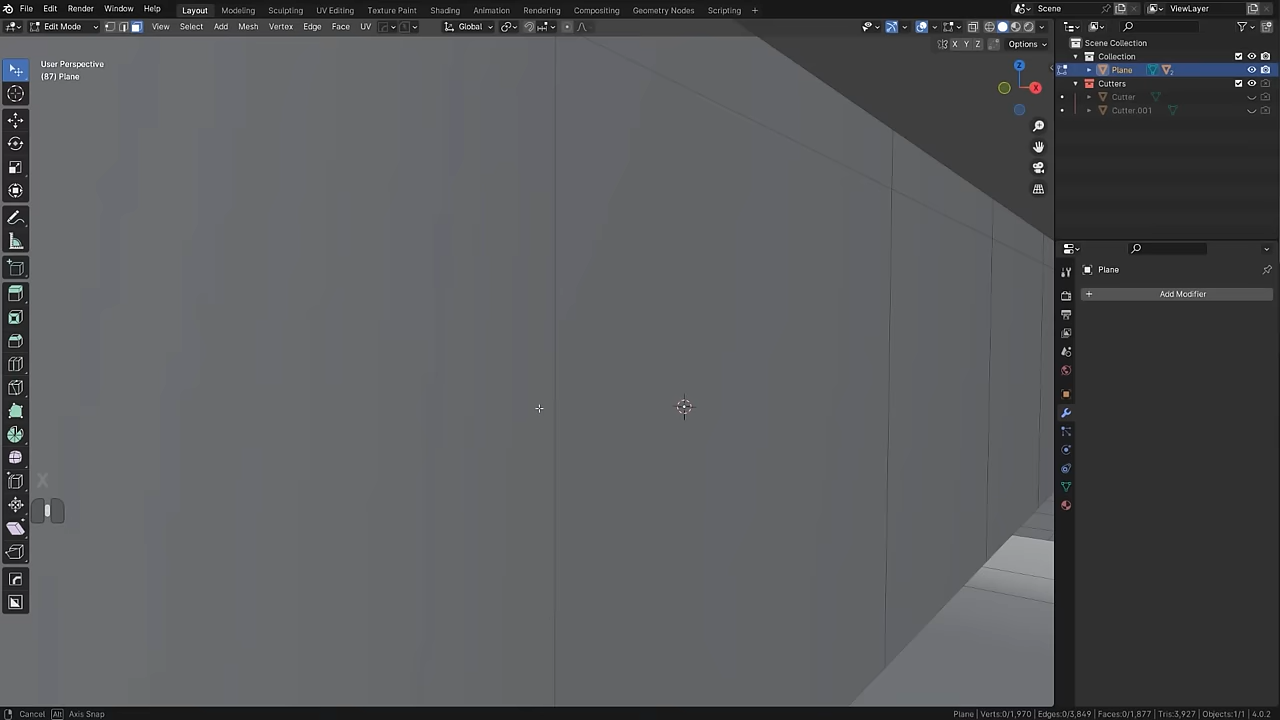 File Edit Render Window Help Layout Modeling Sculpting UV Editing Texture Paint Shading Animation Rendering Compositing Geometry Nodes Scripting + Scene ViewLayer
Edit Mode View Select Add Mesh Vertex Edge Face UV Global
X Y Z Options
User Perspective
(87) Plane
Z
X
Scene Collection
Collection
Plane 2
Cutters
Cutter
Cutter.001
Plane
+ Add Modifier
X
Cancel Alt Axis Snap
Plane | Verts:0/1,970 | Edges:0/3,849 | Faces:0/1,877 | Tris:3,927 | Objects:1/1 | 4.0.2